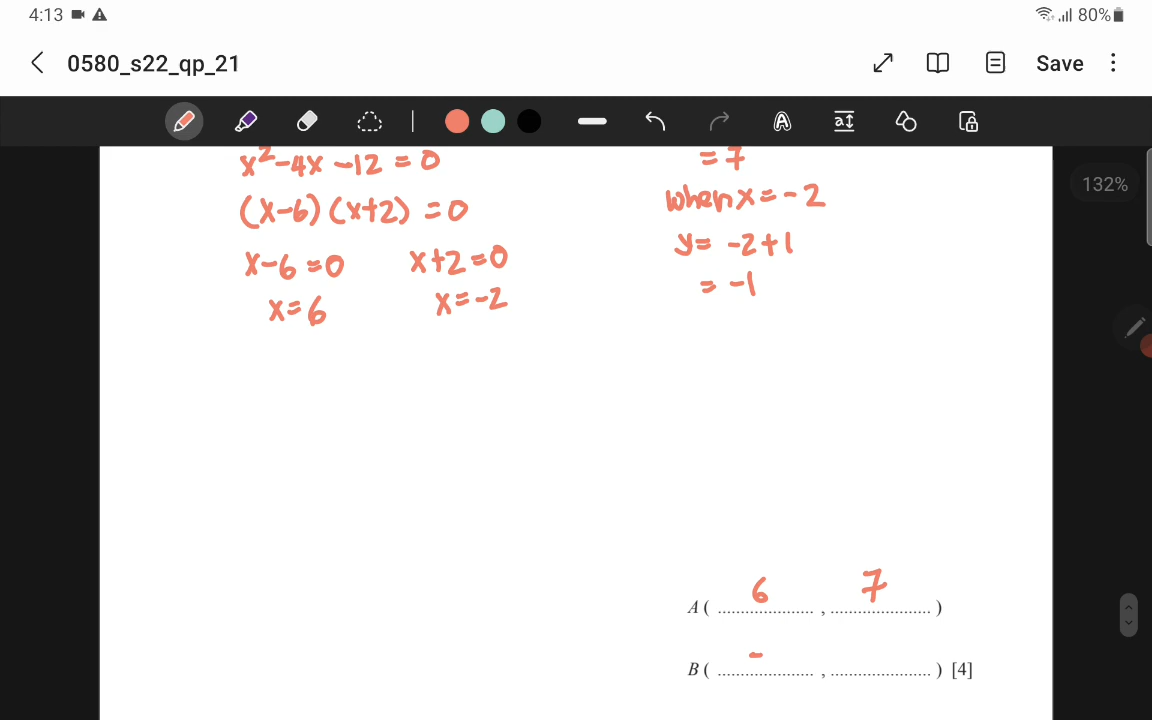 4:13 80%
0580_s22_qp_21 Save
132%
x²-4x-12=0
(x-6)(x+2)=0
x-6=0 x+2=0
x=6 x=-2
=7
when x=-2
y= -2+1
= -1
A ( 6 , 7 )
B ( - , ) [4]